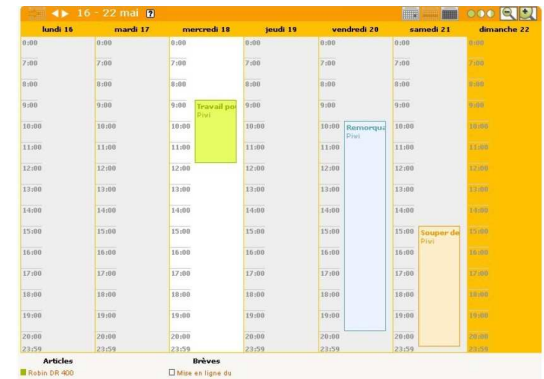 16 - 22 mai ?
lundi 16 mardi 17 mercredi 18 jeudi 19 vendredi 20 samedi 21 dimanche 22
6:00 6:00 6:00 6:00 6:00 6:00 6:00
7:00 7:00 7:00 7:00 7:00 7:00 7:00
8:00 8:00 8:00 8:00 8:00 8:00 8:00
9:00 9:00 9:00 Travail po 9:00 9:00 9:00 9:00
Pivi
10:00 10:00 10:00 10:00 10:00 Remorqua 10:00 10:00
Pivi
11:00 11:00 11:00 11:00 11:00 11:00 11:00
12:00 12:00 12:00 12:00 12:00 12:00 12:00
13:00 13:00 13:00 13:00 13:00 13:00 13:00
14:00 14:00 14:00 14:00 14:00 14:00 14:00
15:00 15:00 15:00 15:00 15:00 15:00 Souper de 15:00
Pivi
16:00 16:00 16:00 16:00 16:00 16:00 16:00
17:00 17:00 17:00 17:00 17:00 17:00 17:00
18:00 18:00 18:00 18:00 18:00 18:00 18:00
19:00 19:00 19:00 19:00 19:00 19:00 19:00
20:00 20:00 20:00 20:00 20:00 20:00 20:00
23:59 23:59 23:59 23:59 23:59 23:59 23:59
Articles Brèves
Robin DR 400 Mise en ligne du